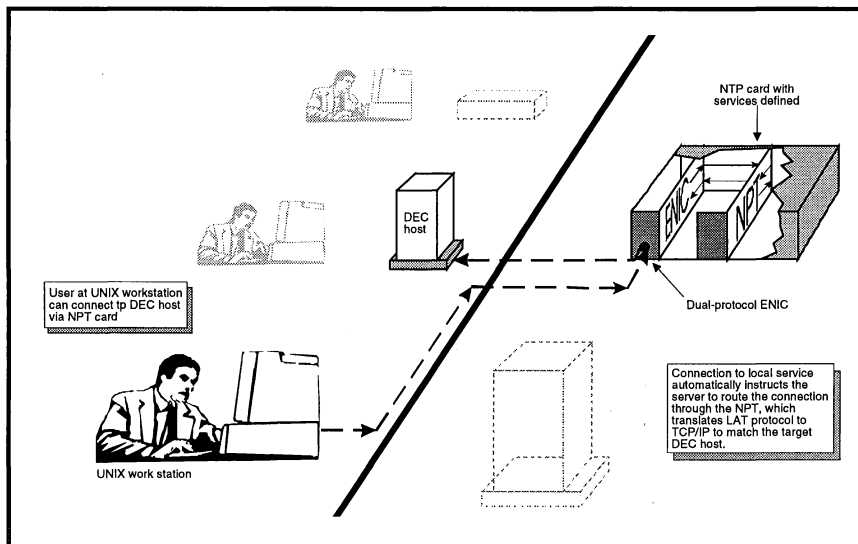 NTP card with
services defined
ENIC
NPT
DEC
host
User at UNIX workstation
can connect tp DEC host
via NPT card
Dual-protocol ENIC
Connection to local service
automatically instructs the
server to route the connection
through the NPT, which
translates LAT protocol to
TCP/IP to match the target
DEC host.
UNIX work station